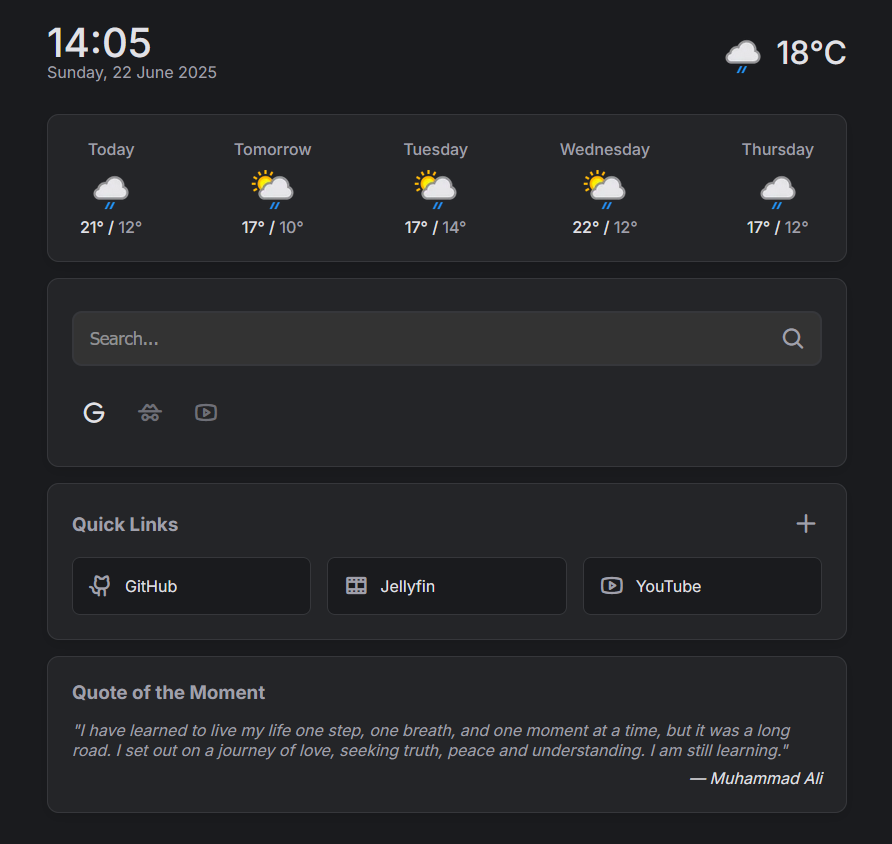 14:05
Sunday, 22 June 2025
18°C
Today
Tomorrow
Tuesday
Wednesday
Thursday
21° / 12°
17° / 10°
17° / 14°
22° / 12°
17° / 12°
Search...
Quick Links
GitHub
Jellyfin
YouTube
Quote of the Moment
"I have learned to live my life one step, one breath, and one moment at a time, but it was a long
road. I set out on a journey of love, seeking truth, peace and understanding. I am still learning."
— Muhammad Ali